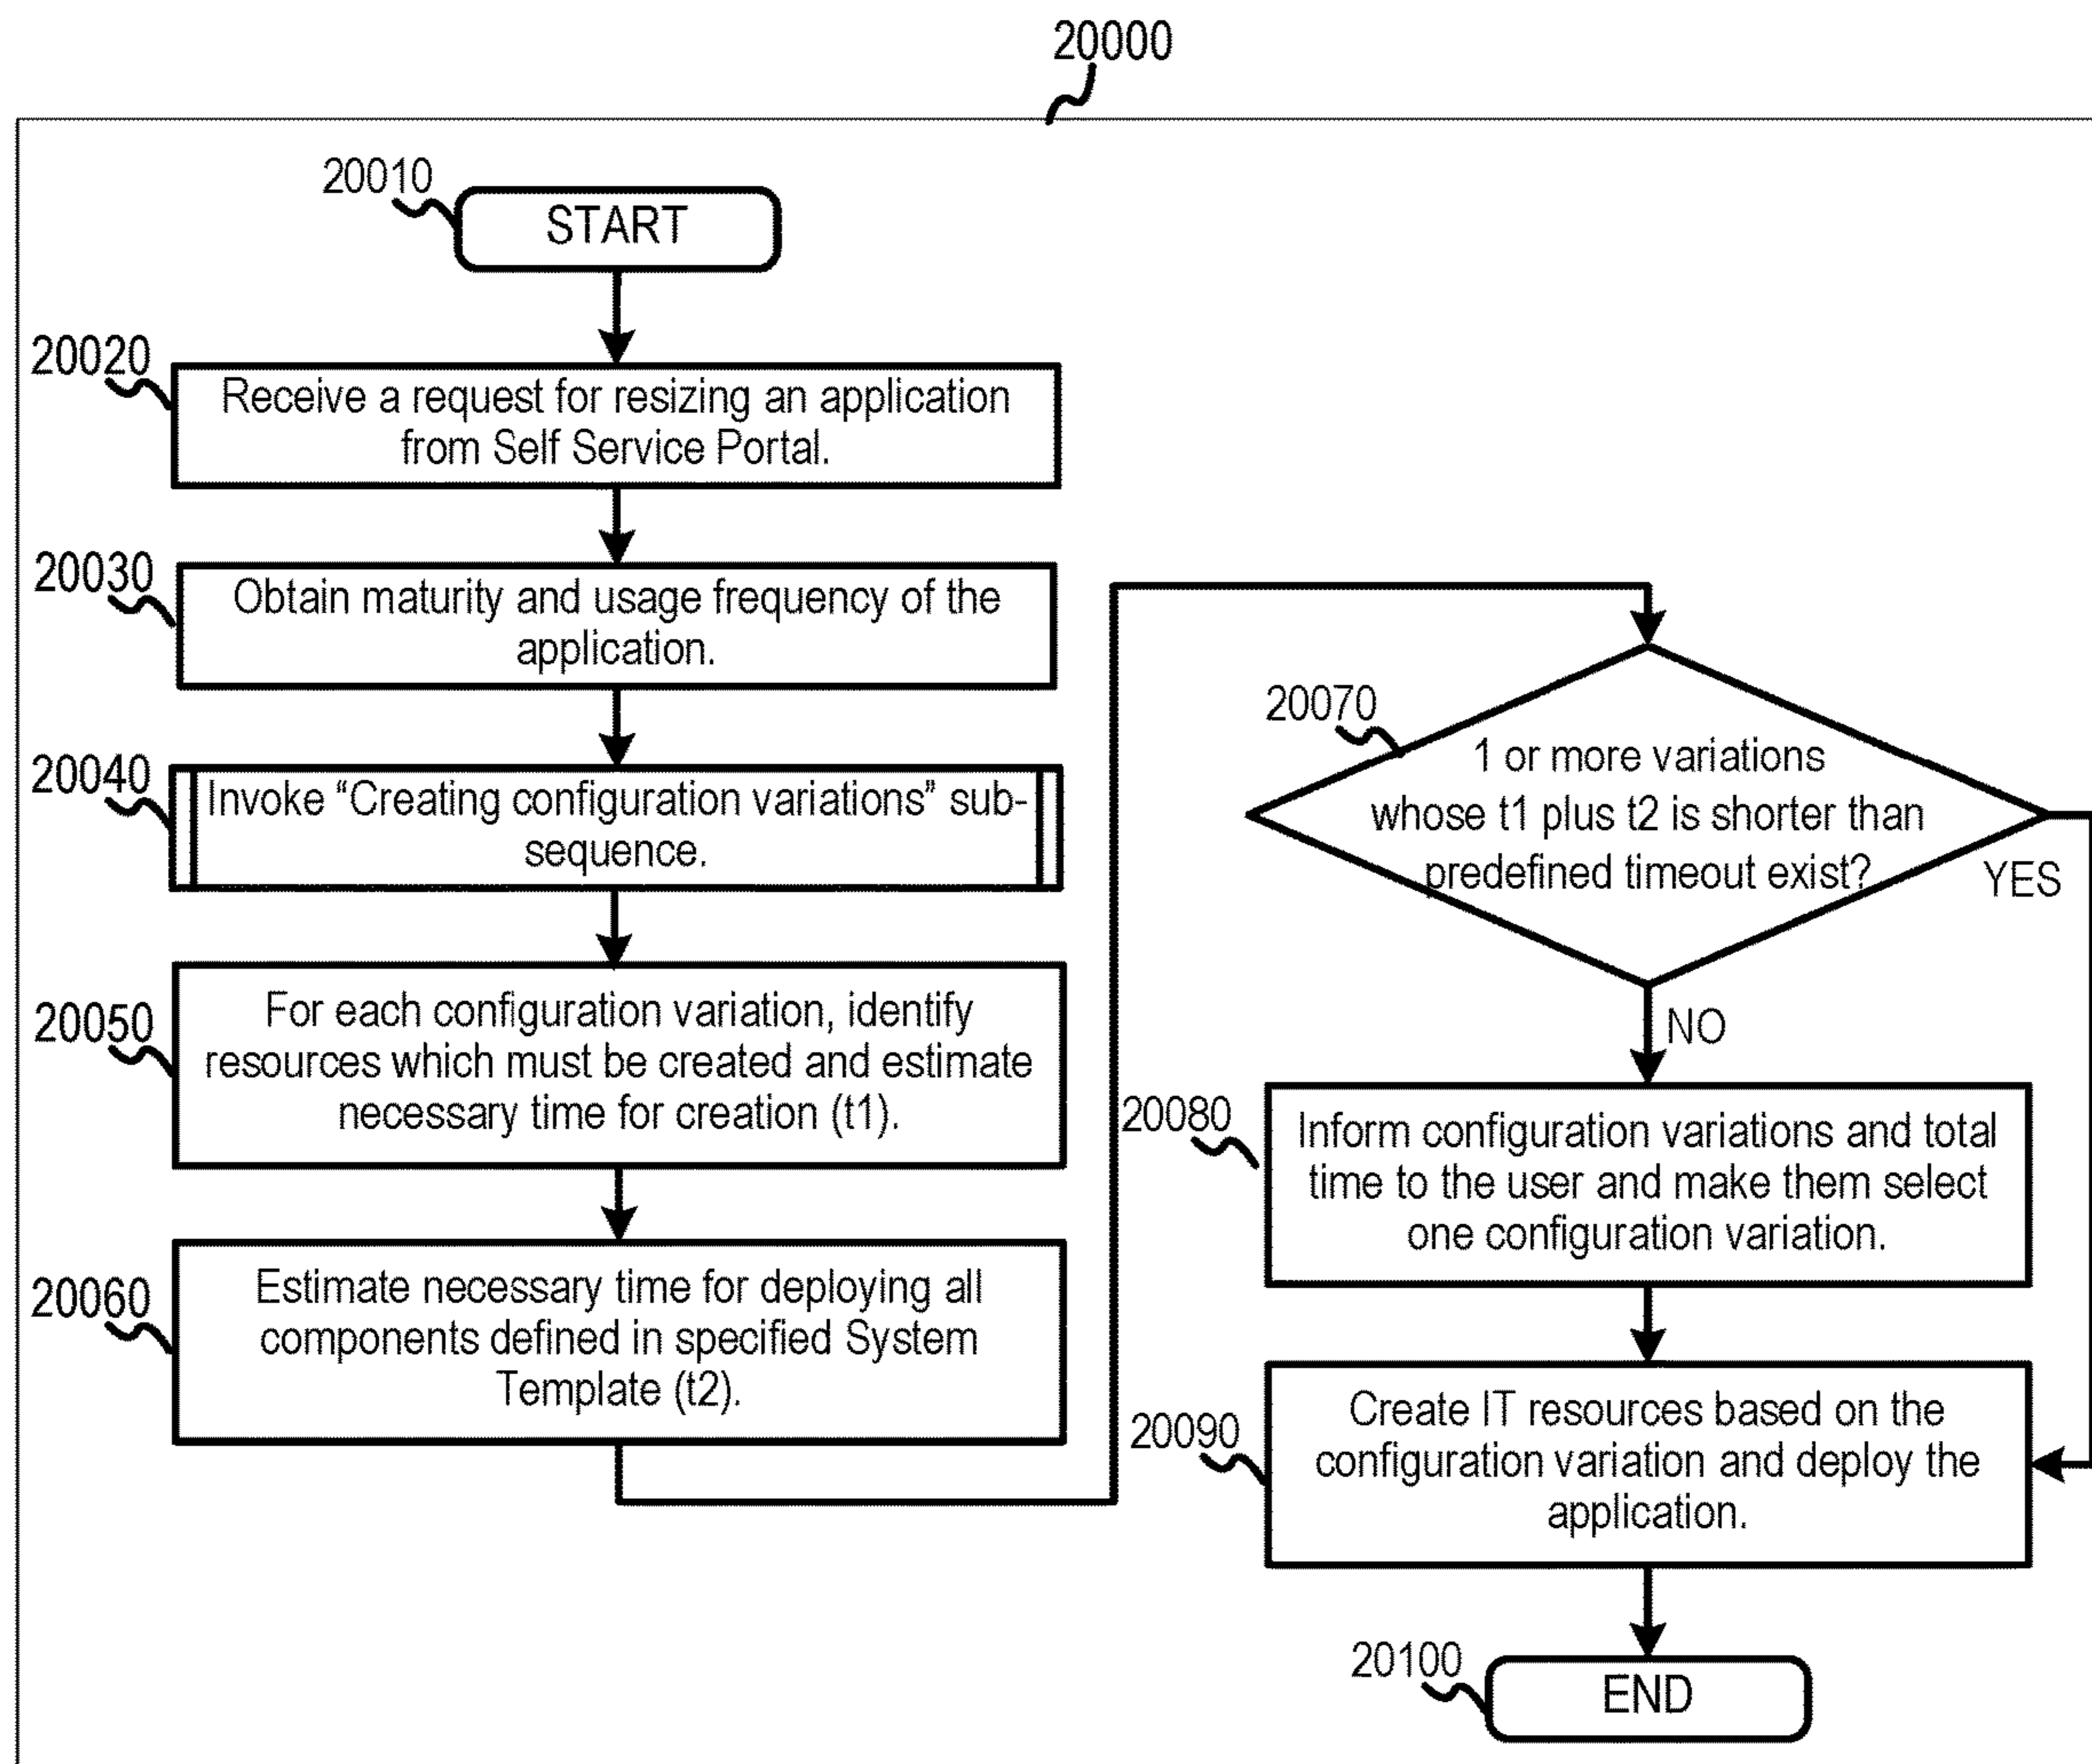 20000
20010
START
20020
Receive a request for resizing an application
from Self Service Portal.
20030
Obtain maturity and usage frequency of the
application.
20040
Invoke “Creating configuration variations” sub-
sequence.
20050
For each configuration variation, identify
resources which must be created and estimate
necessary time for creation (t1).
20060
Estimate necessary time for deploying all
components defined in specified System
Template (t2).
20070
1 or more variations
whose t1 plus t2 is shorter than
predefined timeout exist?
YES
NO
20080
Inform configuration variations and total
time to the user and make them select
one configuration variation.
20090
Create IT resources based on the
configuration variation and deploy the
application.
20100
END